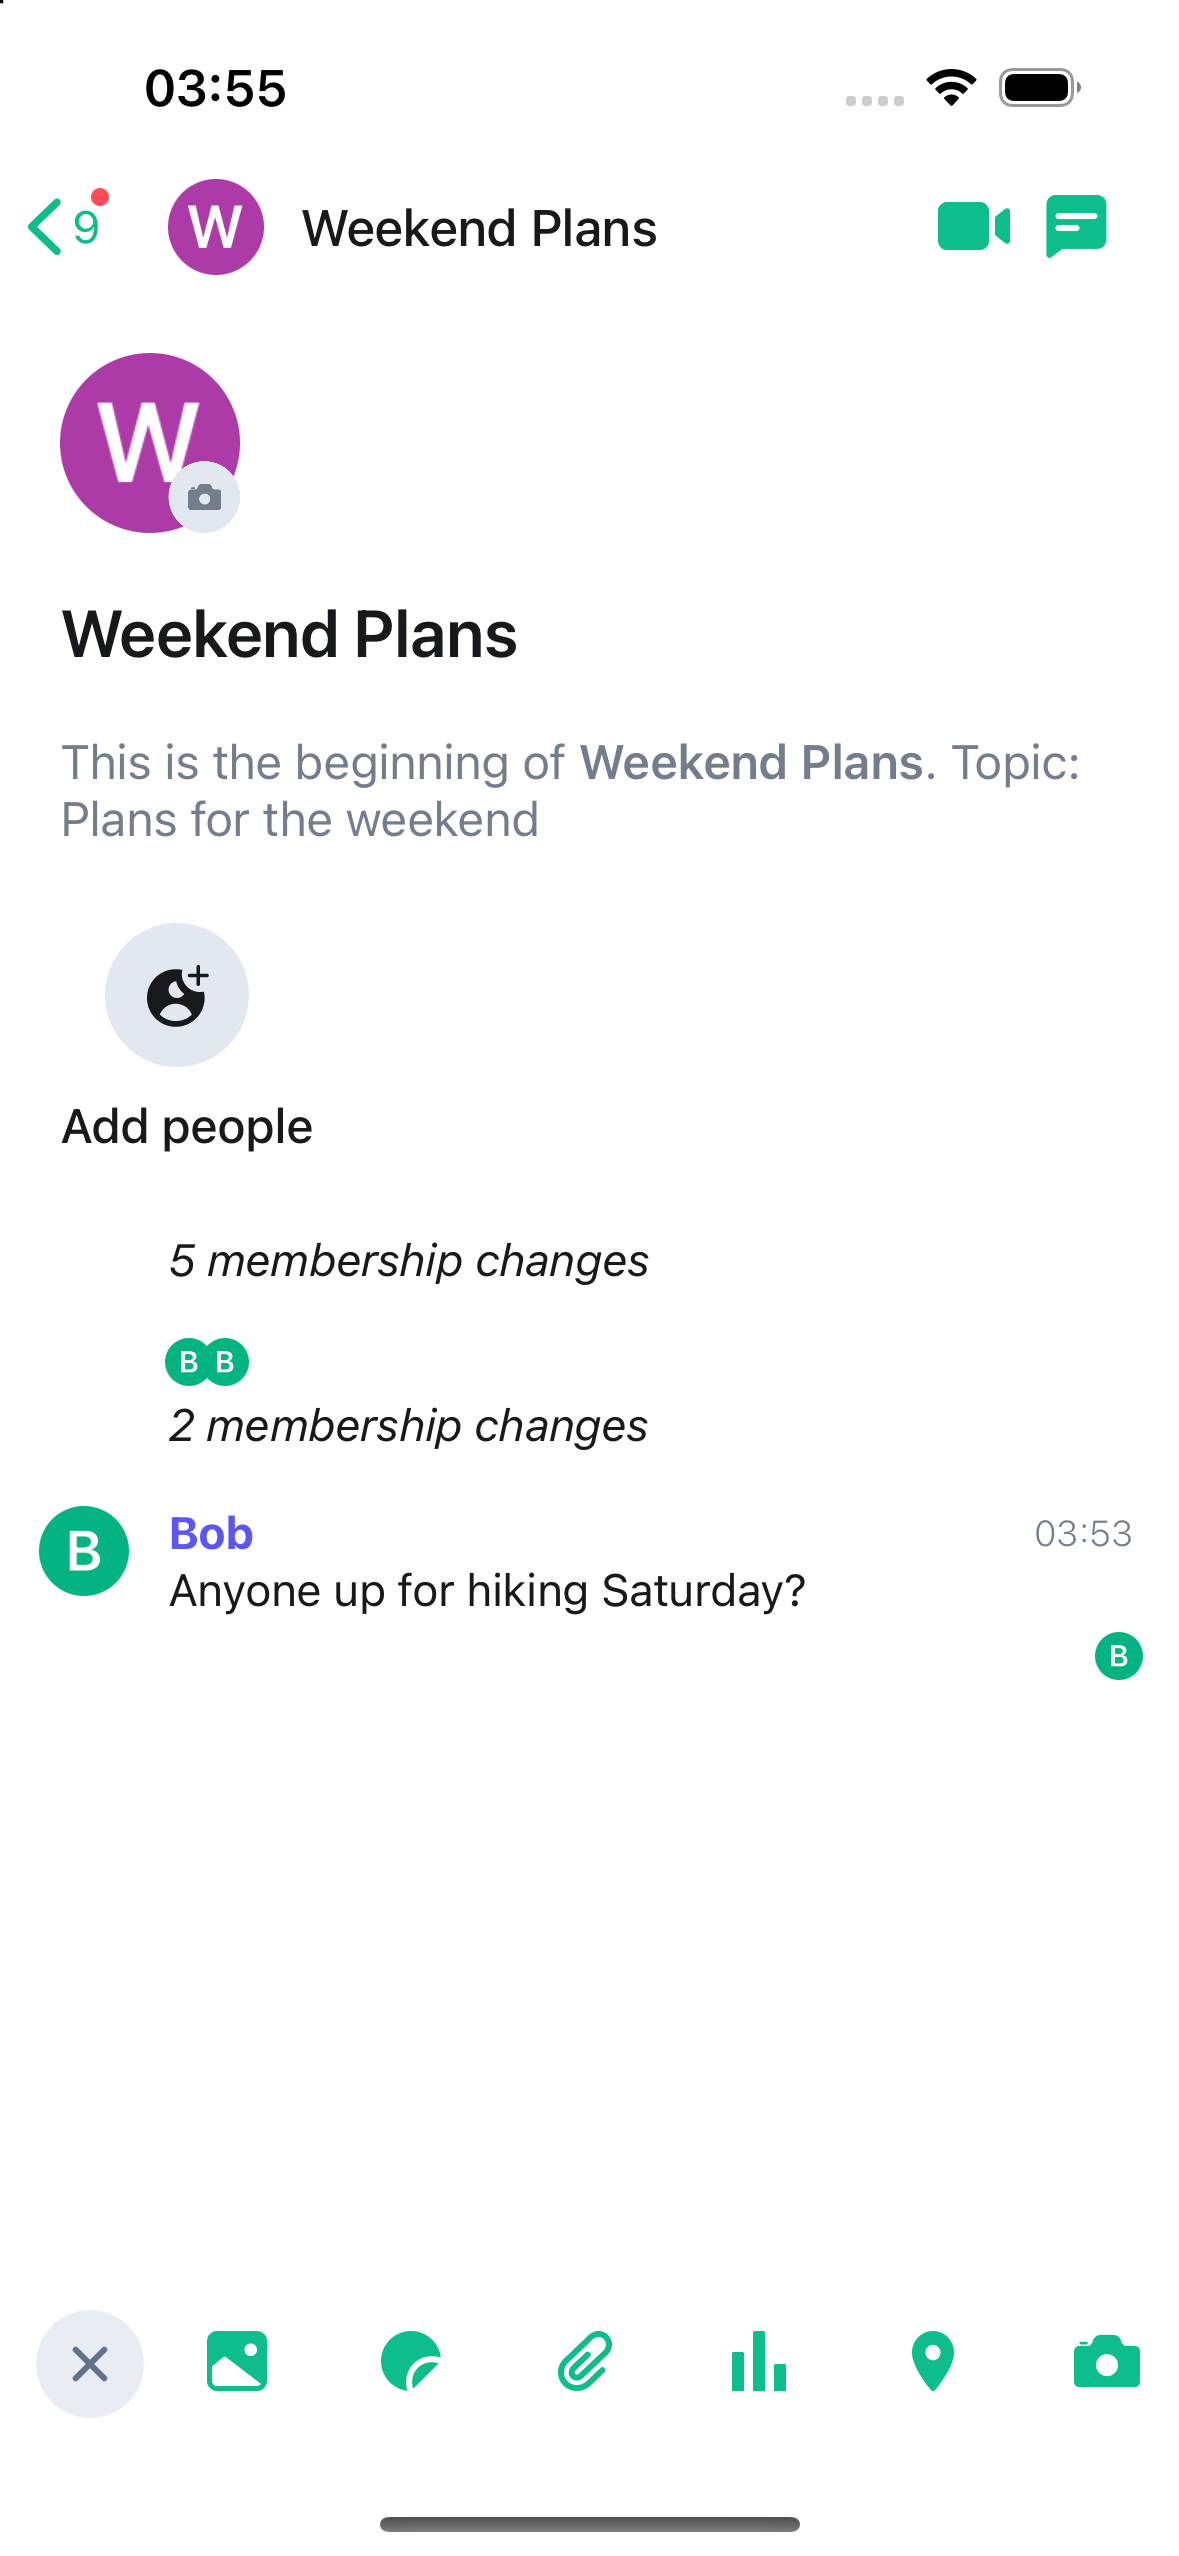 03:55
9
W
Weekend Plans
W
Weekend Plans
This is the beginning of Weekend Plans. Topic:
Plans for the weekend
Add people
5 membership changes
B B
2 membership changes
B
Bob
03:53
Anyone up for hiking Saturday?
B